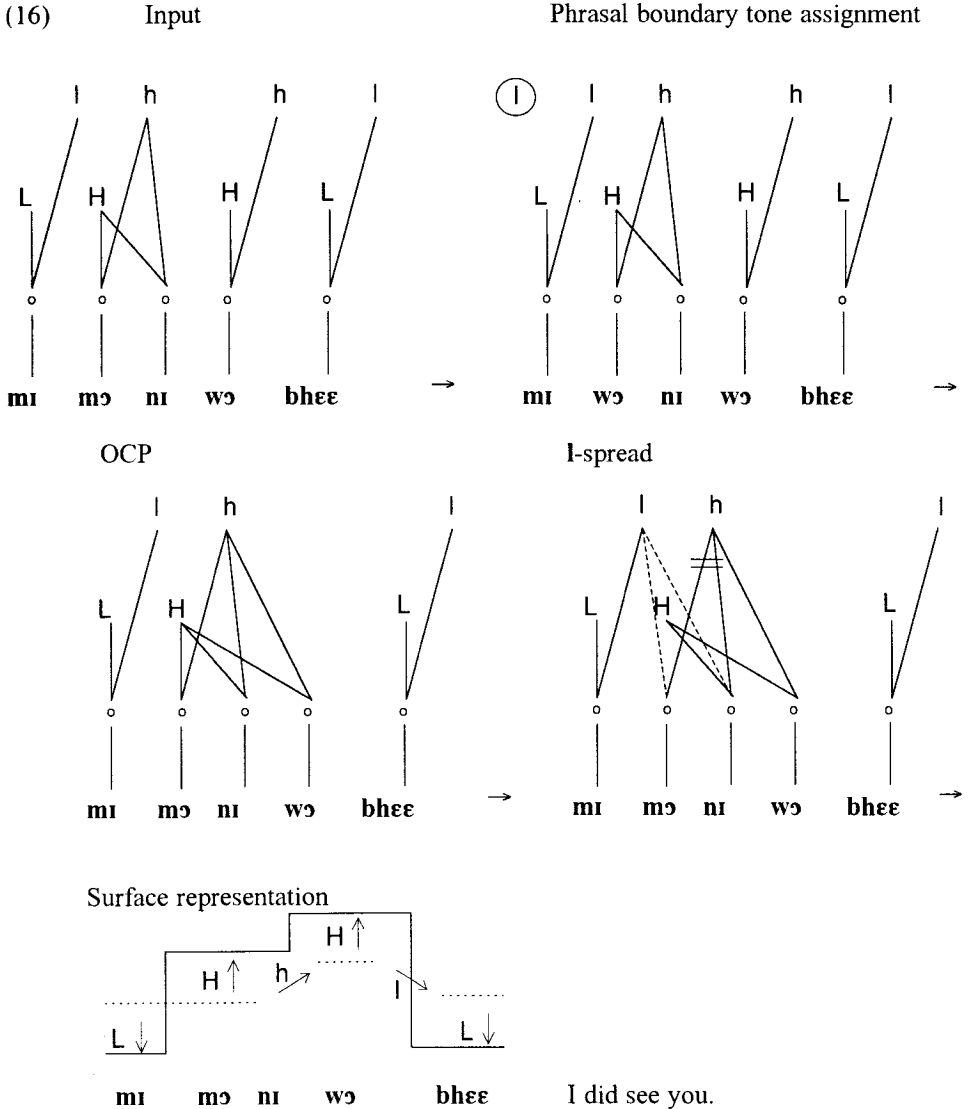 (16) Input Phrasal boundary tone assignment
l h h l ⓛ l h h l
L H H L L H H L
o o o o o o o o o o
mɪ mɔ nɪ wɔ bhɛɛ → mɪ wɔ nɪ wɔ bhɛɛ →
OCP l-spread
l h l l h l
L H L L H L
o o o o o o o o o o
mɪ mɔ nɪ wɔ bhɛɛ → mɪ mɔ nɪ wɔ bhɛɛ →
Surface representation
H ↑
H ↑ h l
L ↓ L ↓
mɪ mɔ nɪ wɔ bhɛɛ I did see you.